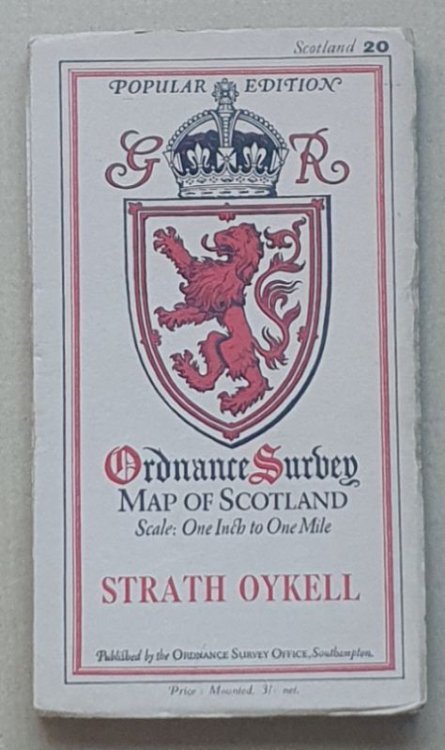 Scotland 20
POPULAR EDITION
G R
Ordnance Survey
MAP OF SCOTLAND
Scale: One Inch to One Mile
STRATH OYKELL
Published by the ORDNANCE SURVEY OFFICE, Southampton.
Price : Mounted, 3/- net.